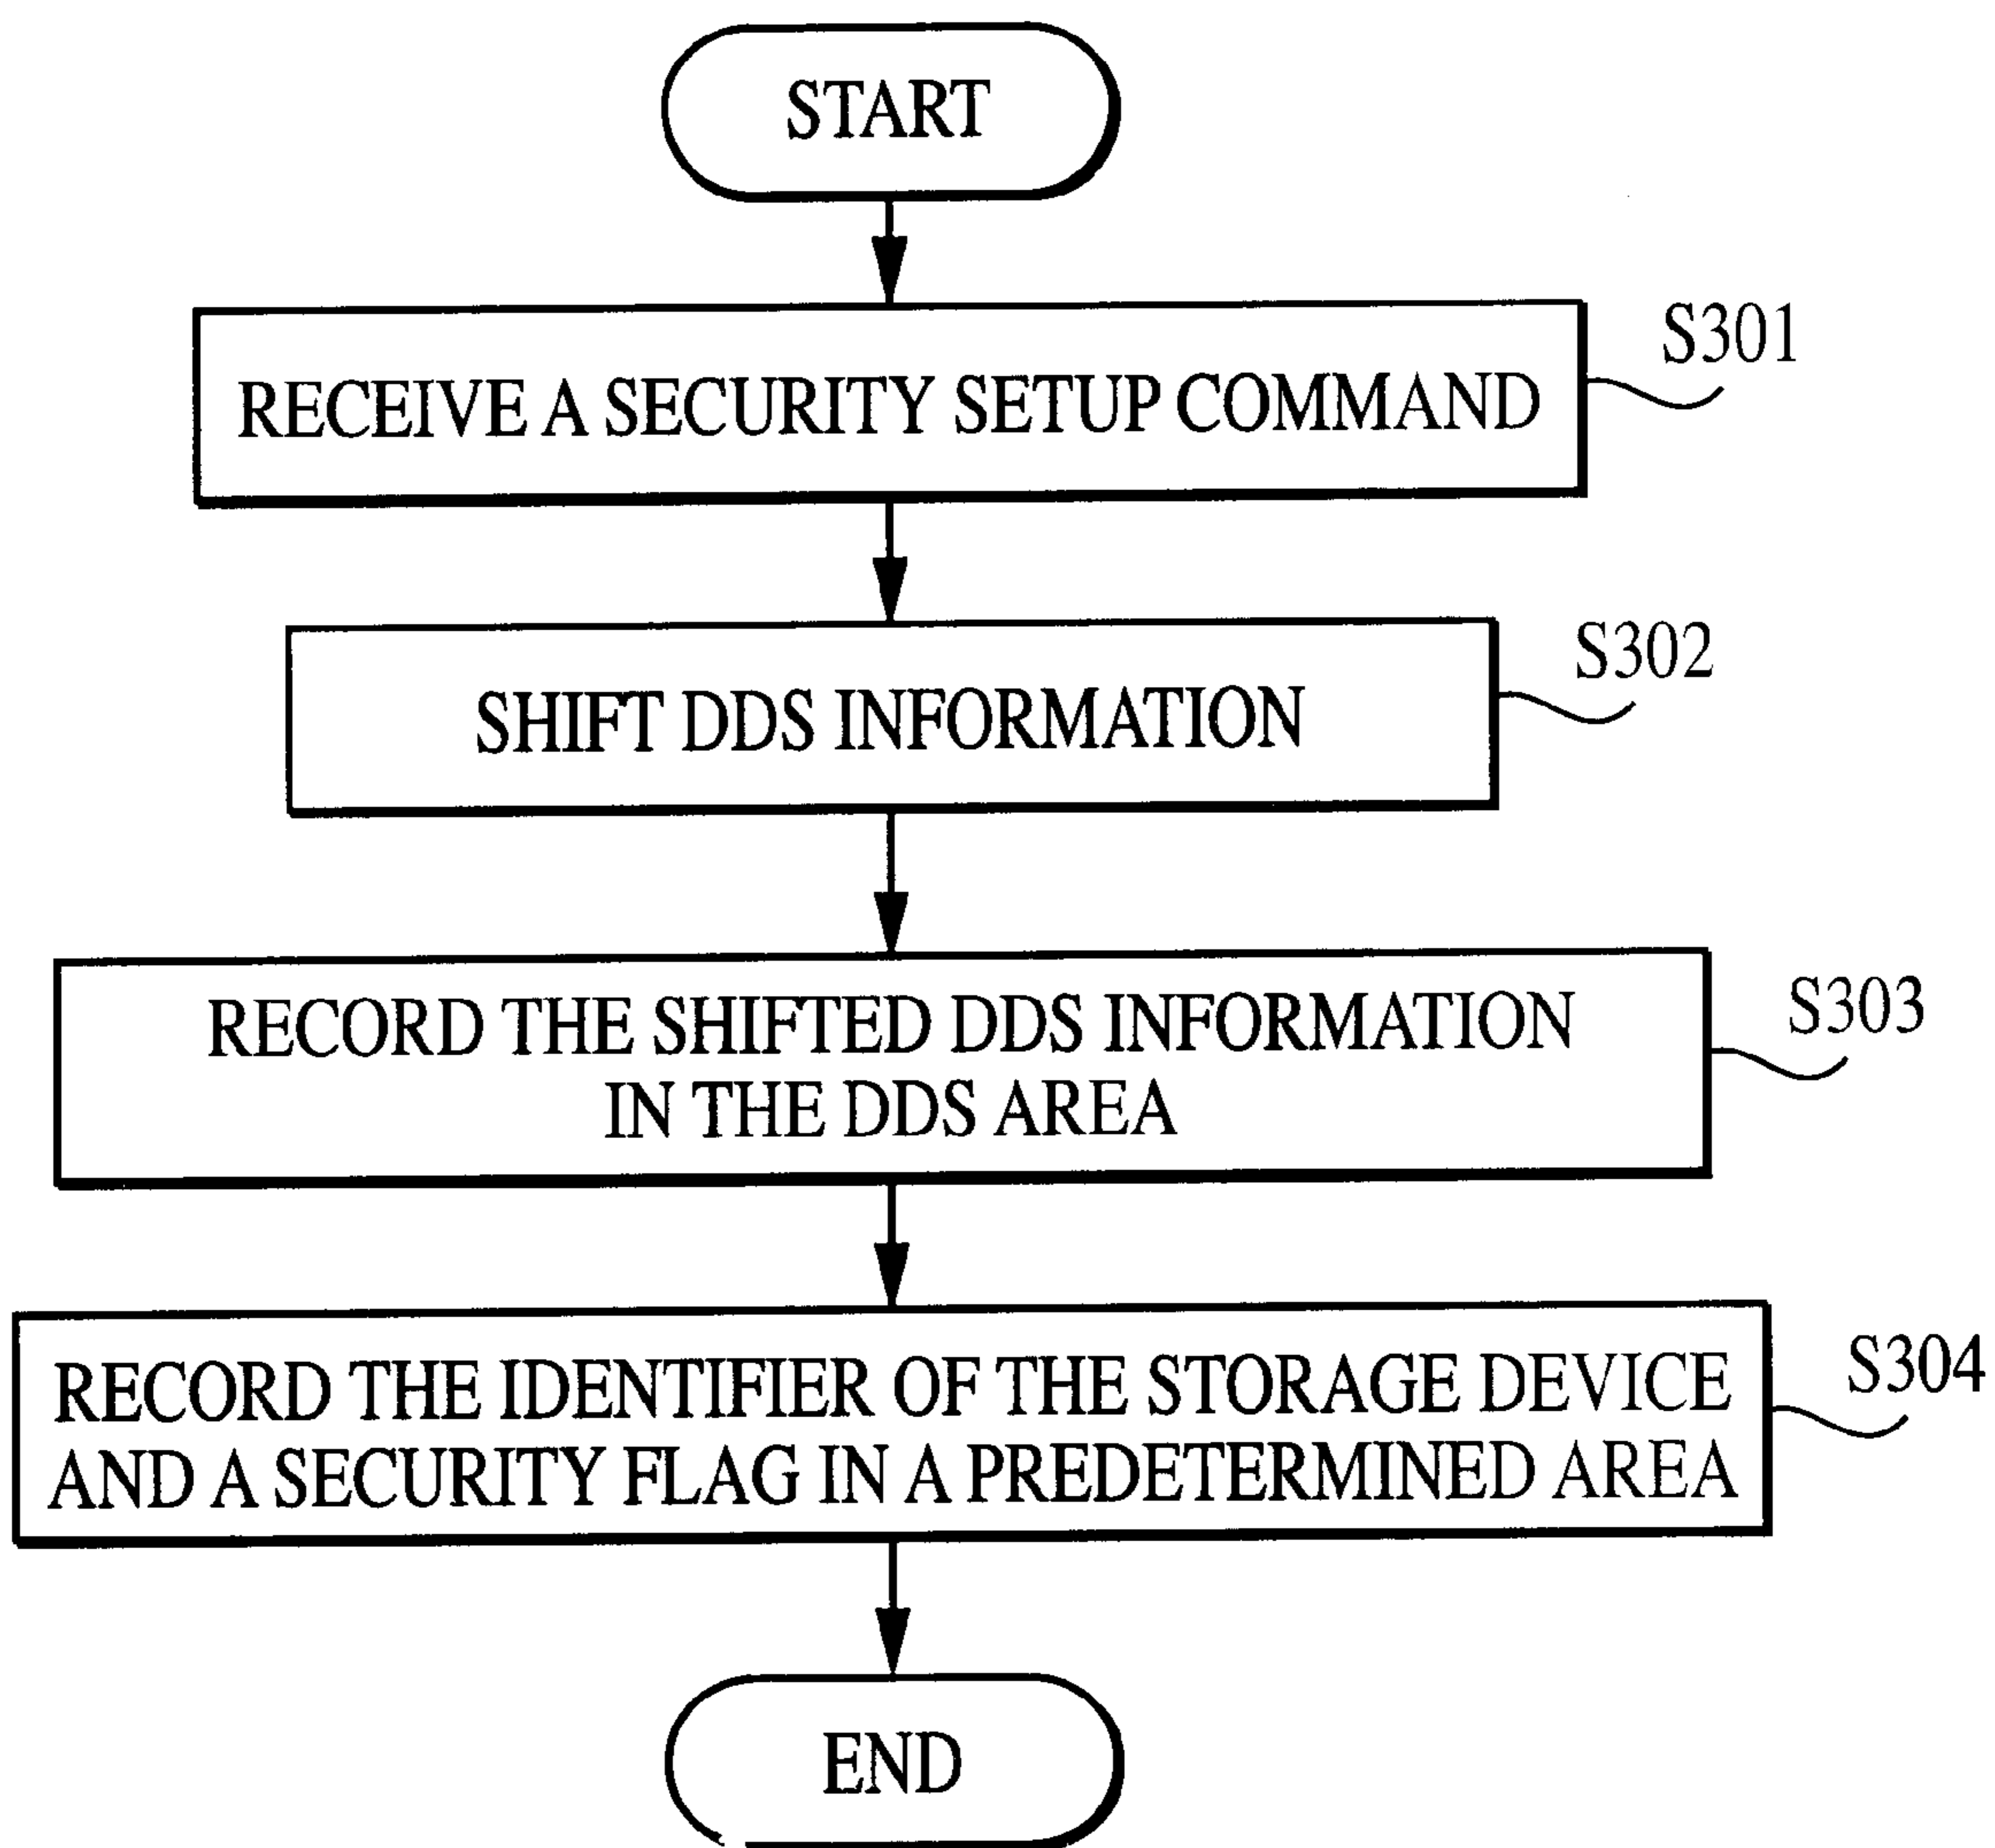 START
S301
RECEIVE A SECURITY SETUP COMMAND
S302
SHIFT DDS INFORMATION
S303
RECORD THE SHIFTED DDS INFORMATION
IN THE DDS AREA
S304
RECORD THE IDENTIFIER OF THE STORAGE DEVICE
AND A SECURITY FLAG IN A PREDETERMINED AREA
END